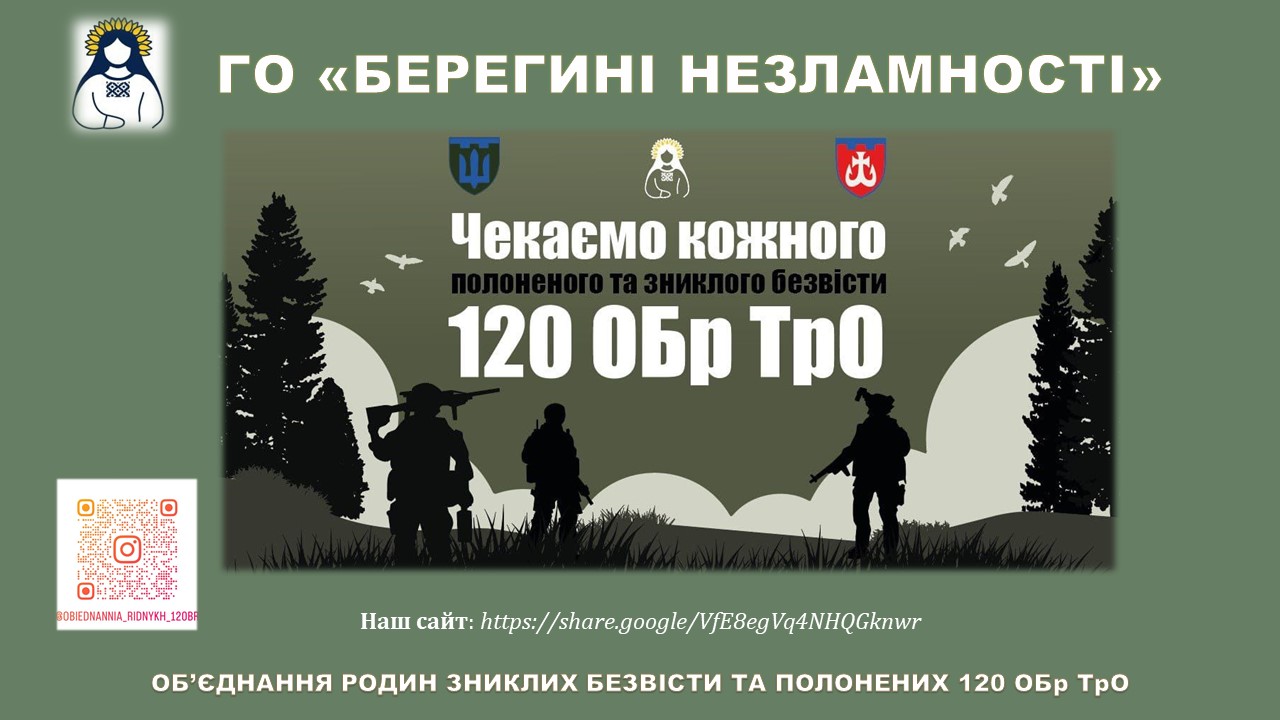 ГО «БЕРЕГИНІ НЕЗЛАМНОСТІ»
Чекаємо кожного
полоненого та зниклого безвісти
120 ОБр ТрО
@OBIEDNANNIA_RIDNYKH_120BR
Наш сайт: https://share.google/VfE8egVq4NHQGknwr
ОБ’ЄДНАННЯ РОДИН ЗНИКЛИХ БЕЗВІСТИ ТА ПОЛОНЕНИХ 120 ОБр ТрО